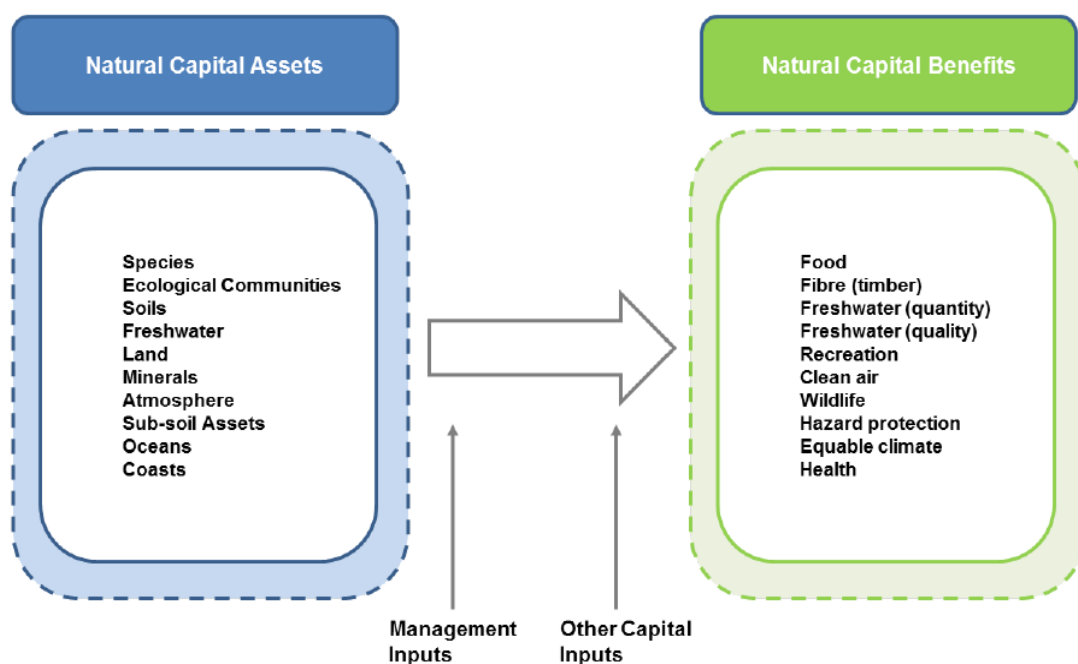 Natural Capital Assets
Natural Capital Benefits
Species
Ecological Communities
Soils
Freshwater
Land
Minerals
Atmosphere
Sub-soil Assets
Oceans
Coasts
Food
Fibre (timber)
Freshwater (quantity)
Freshwater (quality)
Recreation
Clean air
Wildlife
Hazard protection
Equable climate
Health
Management
Inputs
Other Capital
Inputs